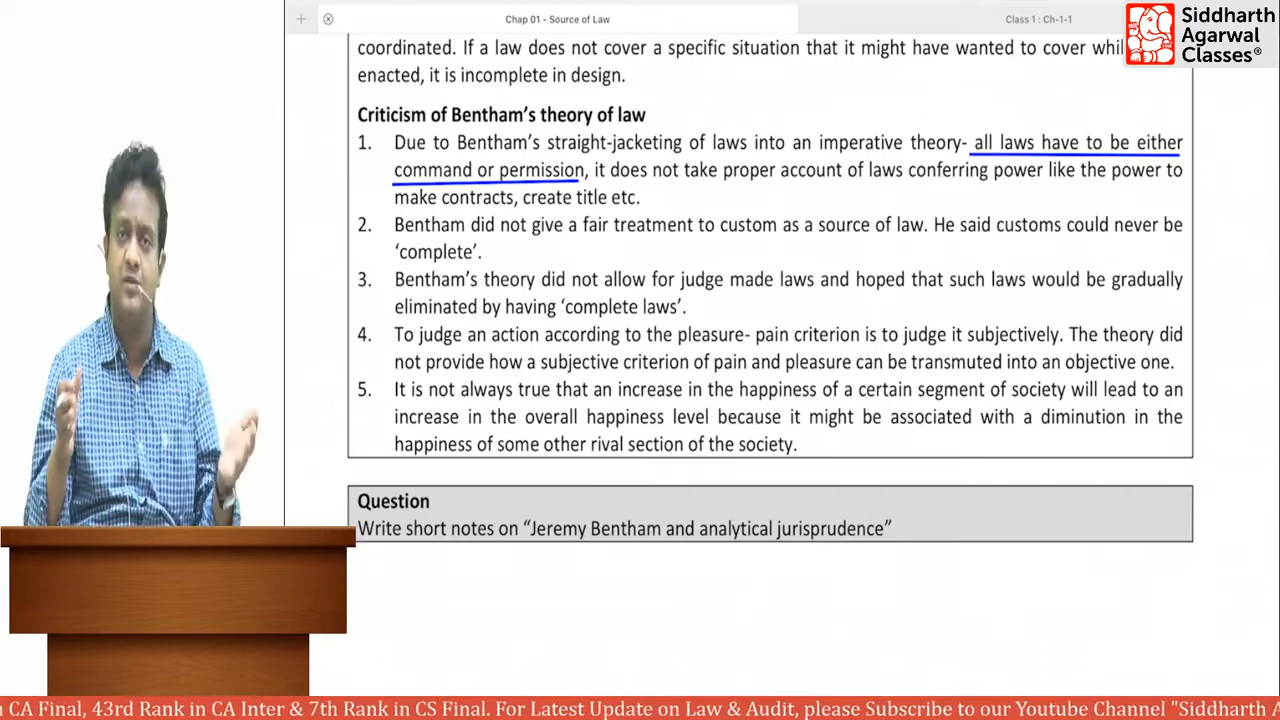 Chap 01 - Source of Law
Class 1 : Ch-1-1
Siddharth
Agarwal
Classes®
coordinated. If a law does not cover a specific situation that it might have wanted to cover
enacted, it is incomplete in design.
Criticism of Bentham's theory of law
1. Due to Bentham's straight-jacketing of laws into an imperative theory- all laws have to be either
command or permission, it does not take proper account of laws conferring power like the power to
make contracts, create title etc.
2. Bentham did not give a fair treatment to custom as a source of law. He said customs could never be
'complete'.
3. Bentham's theory did not allow for judge made laws and hoped that such laws would be gradually
eliminated by having 'complete laws'.
4. To judge an action according to the pleasure- pain criterion is to judge it subjectively. The theory did
not provide how a subjective criterion of pain and pleasure can be transmuted into an objective one.
5. It is not always true that an increase in the happiness of a certain segment of society will lead to an
increase in the overall happiness level because it might be associated with a diminution in the
happiness of some other rival section of the society.
Question
Write short notes on "Jeremy Bentham and analytical jurisprudence"
CA Final, 43rd Rank in CA Inter & 7th Rank in CS Final. For Latest Update on Law & Audit, please Subscribe to our Youtube Channel "Siddharth